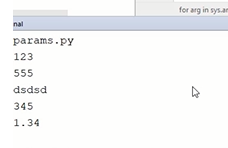 for arg in sys.ar
nal
params.py
123
555
dsdsd
345
1.34